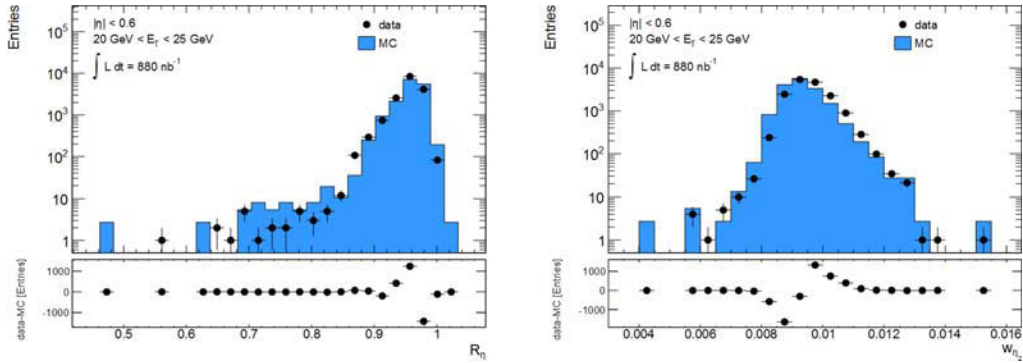 Entries
10⁵
10⁴
10³
10²
10
1
|η| < 0.6
20 GeV < E_T < 25 GeV
∫ L dt = 880 nb⁻¹
data
MC
data-MC [Entries]
1000
0
-1000
0.5 0.6 0.7 0.8 0.9 1
R_η
Entries
10⁵
10⁴
10³
10²
10
1
|η| < 0.6
20 GeV < E_T < 25 GeV
∫ L dt = 880 nb⁻¹
data
MC
data-MC [Entries]
1000
0
-1000
0.004 0.006 0.008 0.01 0.012 0.014 0.016
w_η